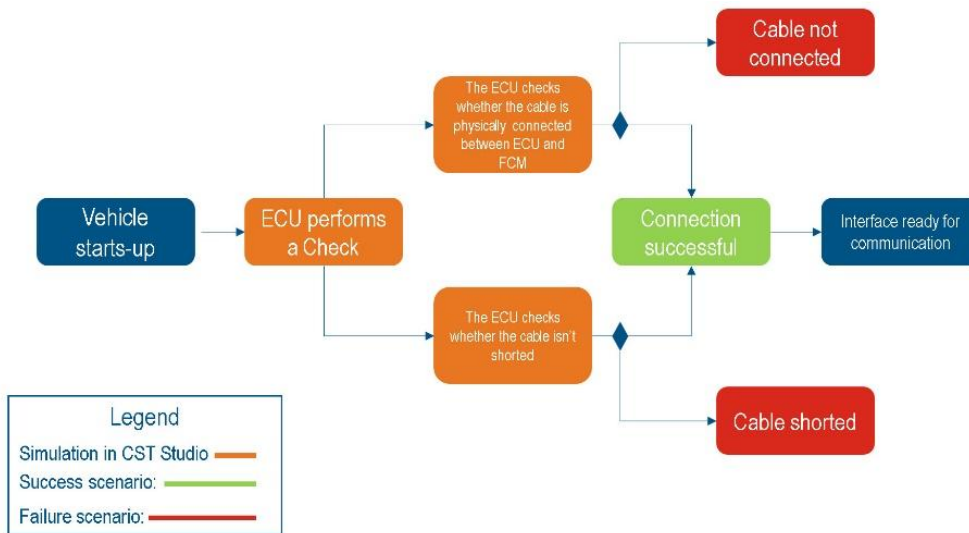 Cable not
connected
The ECU checks
whether the cable is
physically connected
between ECU and
FCM
Vehicle
starts-up
ECU performs
a Check
Connection
successful
Interface ready for
communication
The ECU checks
whether the cable isn't
shorted
Cable shorted
Legend
Simulation in CST Studio
Success scenario:
Failure scenario: